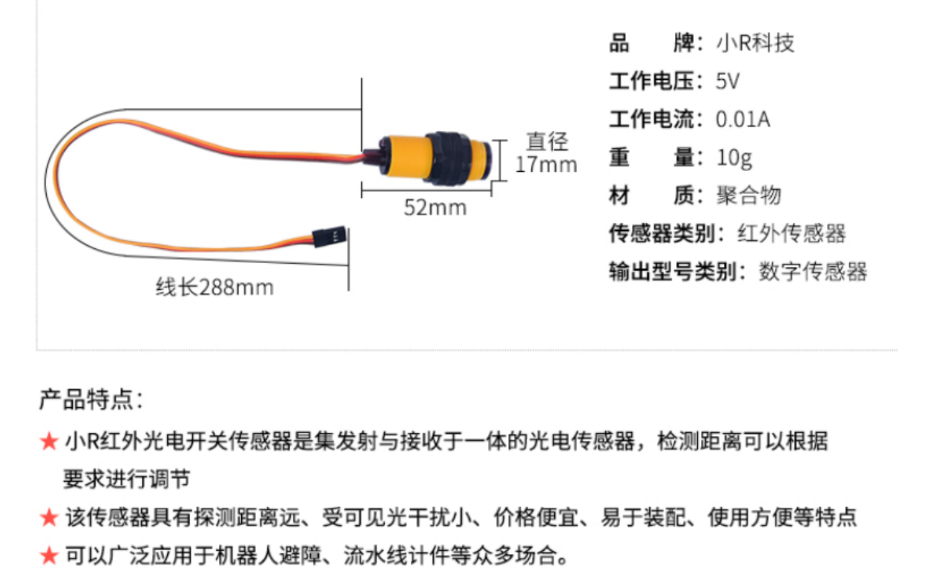 品　　牌：小R科技
工作电压：5V
工作电流：0.01A
重　　量：10g
材　　质：聚合物
传感器类别：红外传感器
输出型号类别：数字传感器
直径
17mm
52mm
线长288mm
产品特点：
★ 小R红外光电开关传感器是集发射与接收于一体的光电传感器，检测距离可以根据
要求进行调节
★ 该传感器具有探测距离远、受可见光干扰小、价格便宜、易于装配、使用方便等特点
★ 可以广泛应用于机器人避障、流水线计件等众多场合。